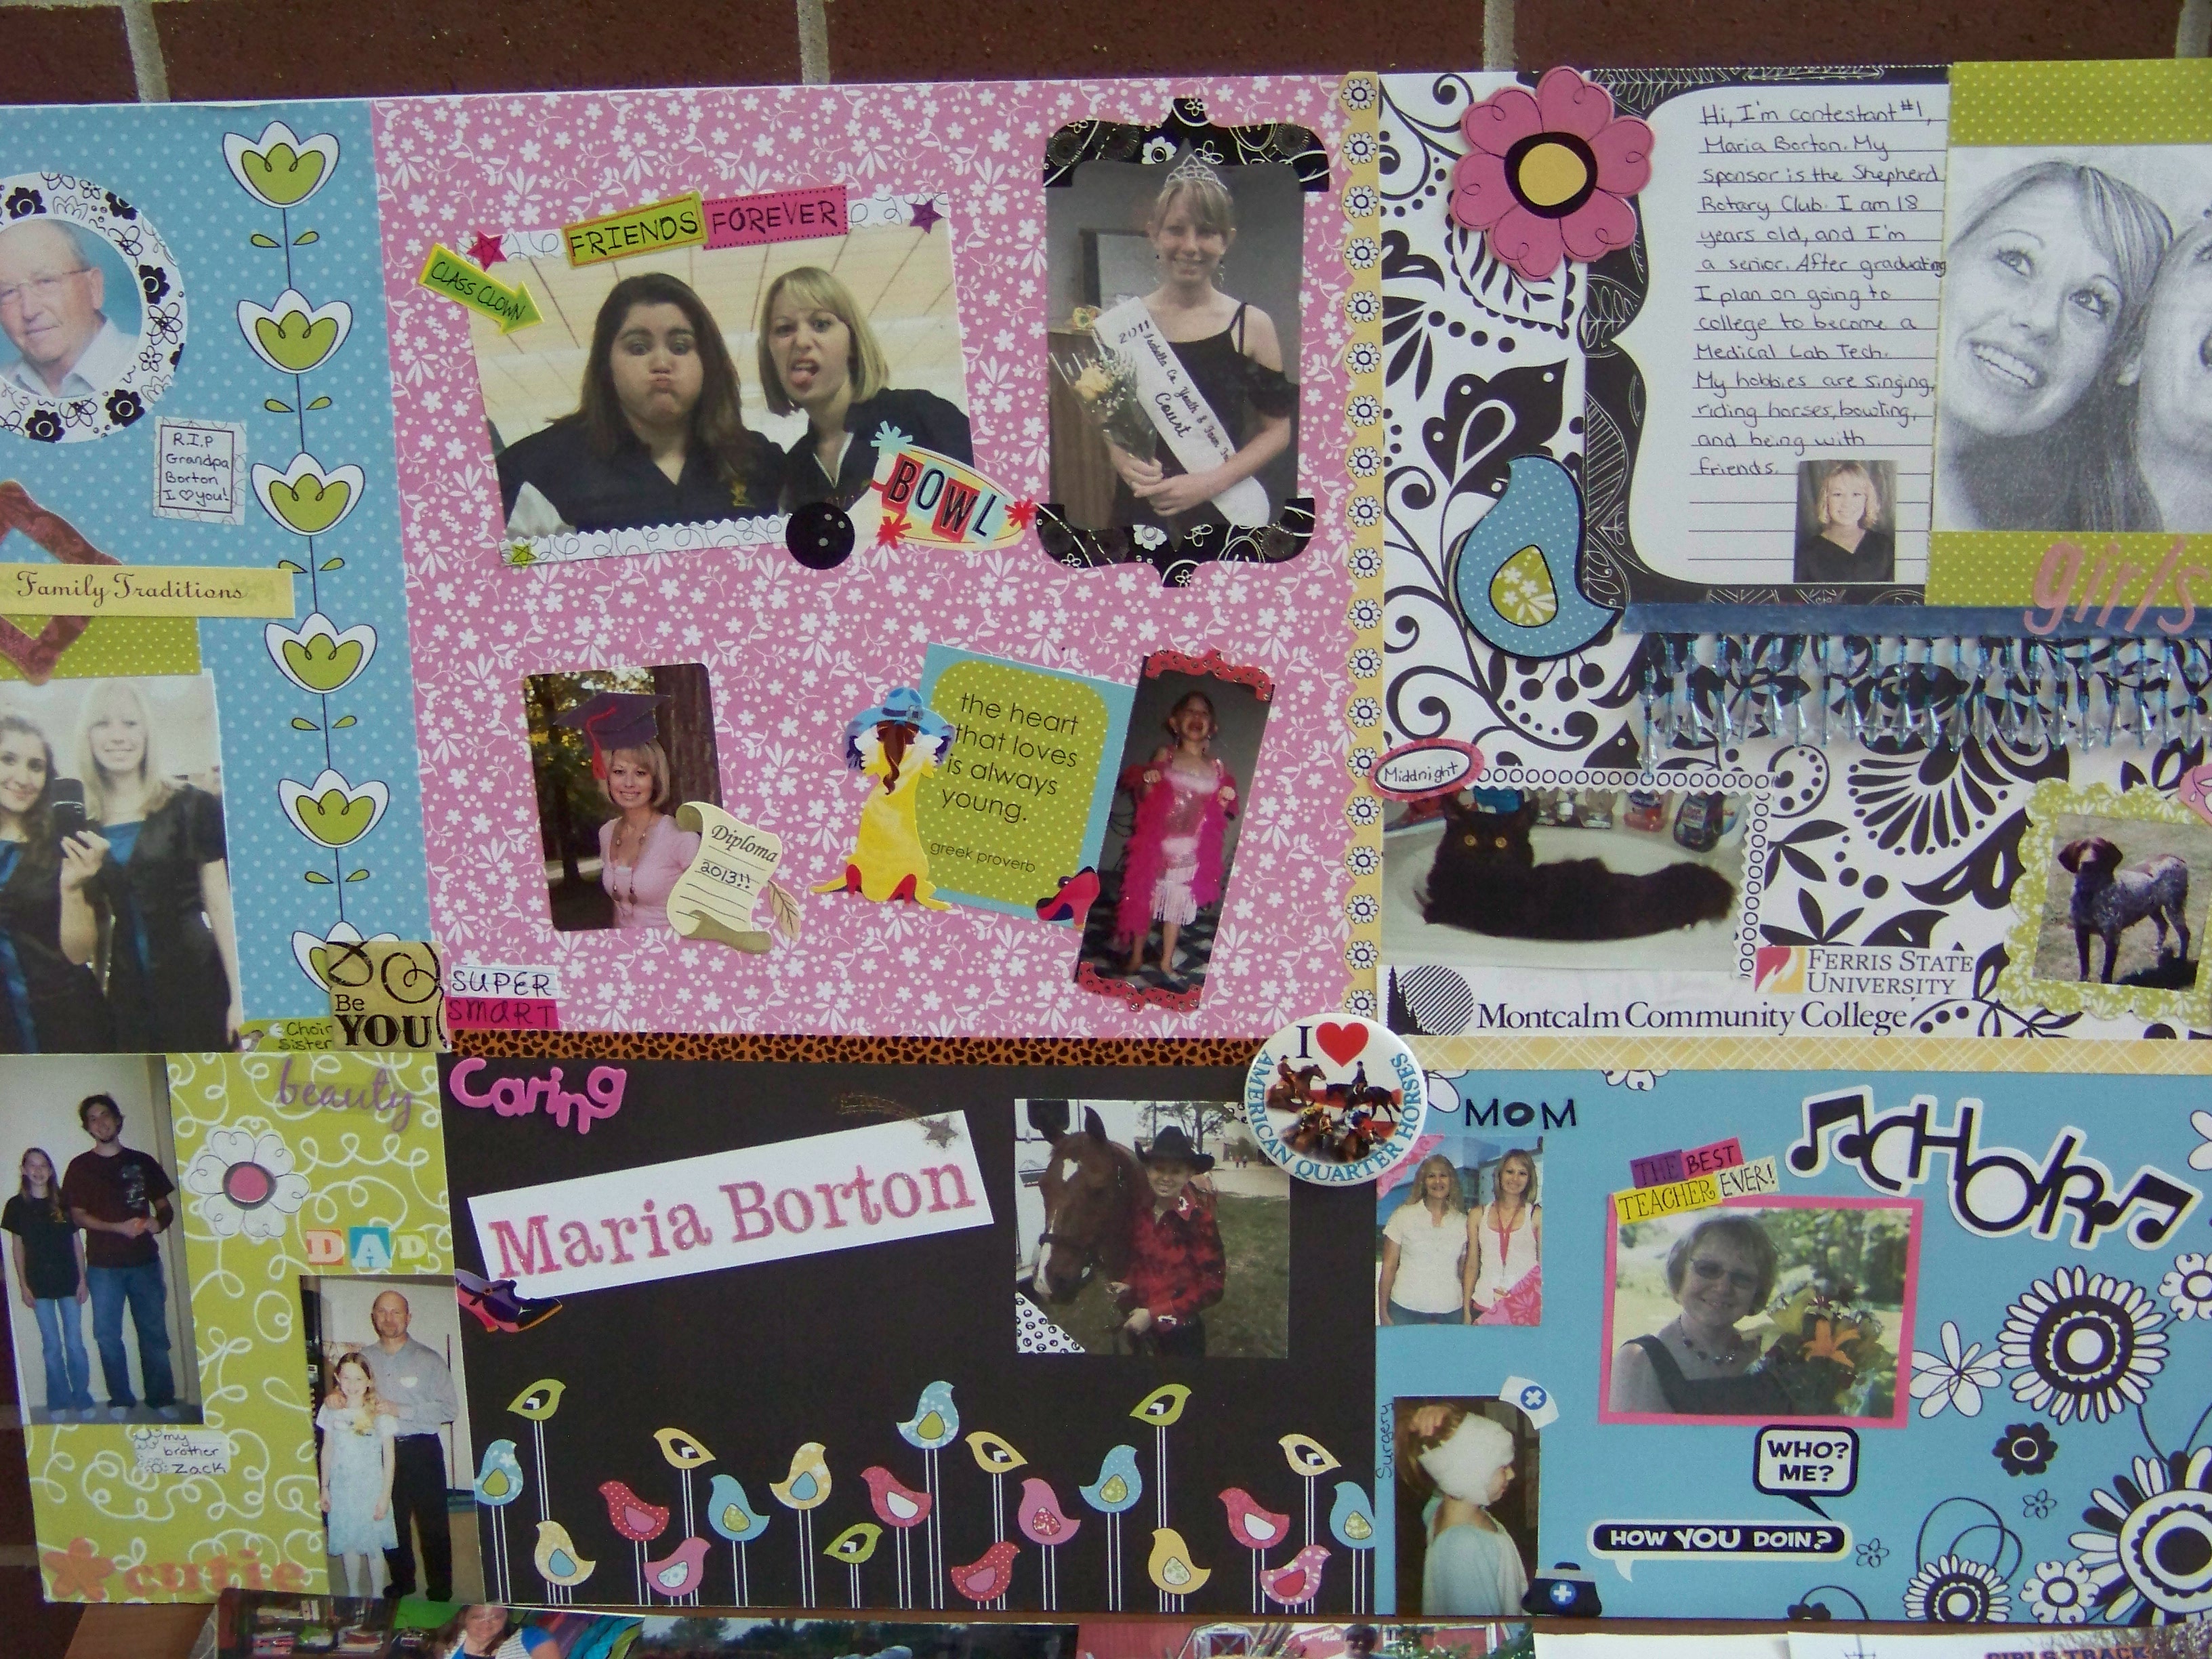 Hi, I'm contestant #1,
Maria Borton. My
sponsor is the Shepherd
Rotary Club. I am 18
years old, and I'm
a senior. After graduating
I plan on going to
college to become a
Medical Lab Tech.
My hobbies are singing,
riding horses, bowling,
and being with
friends.
FRIENDS FOREVER
CLASS CLOWN
BOWL
2011 Isabella Co. Youth & Farm
Court
R.I.P
Grandpa
Borton
I ♡ you!
Family Traditions
girls
the heart
that loves
is always
young.
greek proverb
Diploma
2013!!
Middnight
FERRIS STATE
UNIVERSITY
Montcalm Community College
Be
YOU
Choir
Sister
SUPER
SMART
beauty
DAD
my
brother
Zack
cutie
Caring
Maria Borton
I ♥
AMERICAN QUARTER HORSES
MOM
CHOIR
THE BEST
TEACHER EVER!
Surgery
WHO?
ME?
HOW YOU DOIN?
GIRLS TRACK